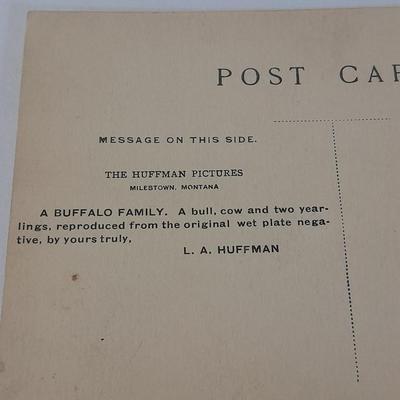 POST CAR
MESSAGE ON THIS SIDE.
THE HUFFMAN PICTURES
MILESTOWN, MONTANA
A BUFFALO FAMILY. A bull, cow and two year-
lings, reproduced from the original wet plate nega-
tive, by yours truly,
L. A. HUFFMAN